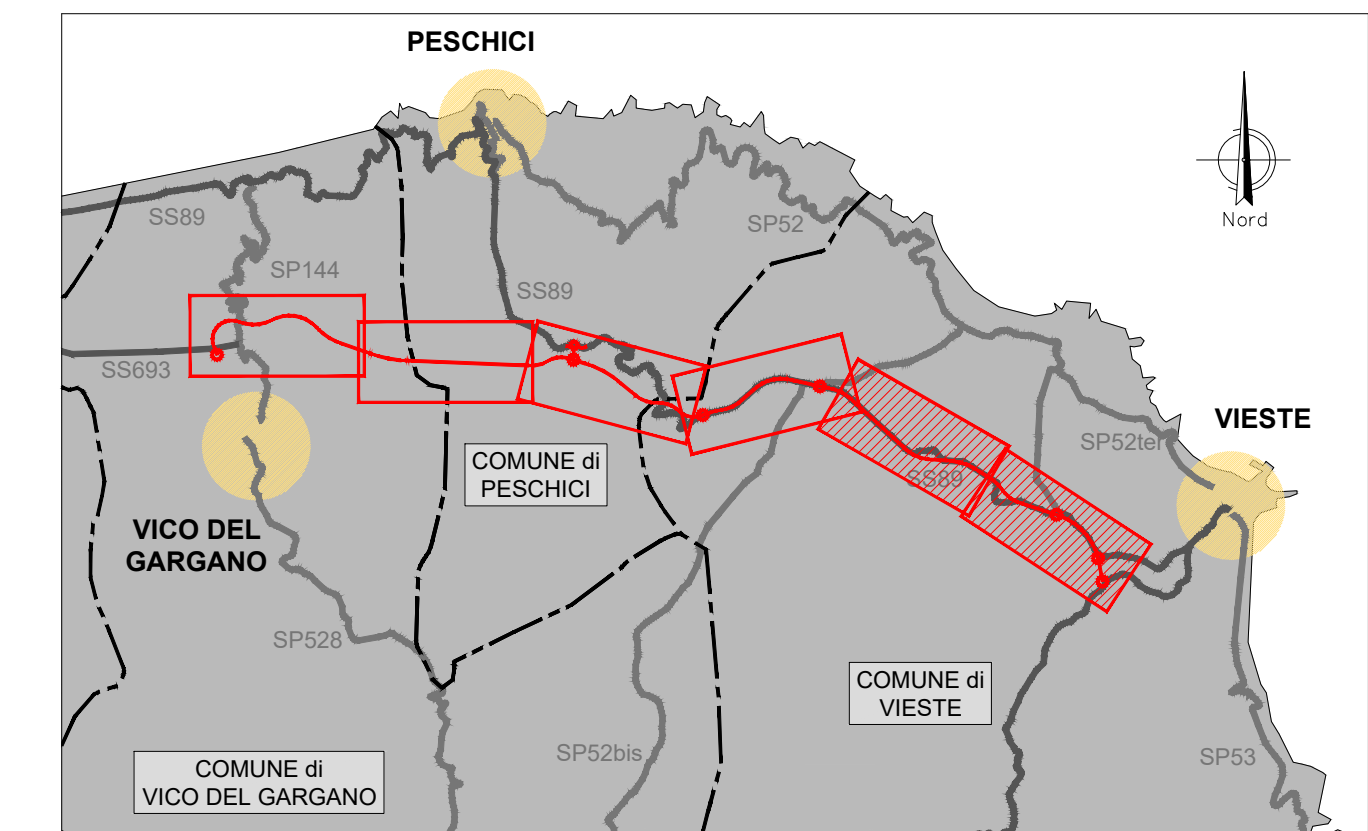 PESCHICI
Nord
SS89
SP52
SP144
SS89
SS693
VIESTE
SP52ter
COMUNE di
PESCHICI
SS89
VICO DEL
GARGANO
SP528
COMUNE di
VIESTE
SP52bis
SP53
COMUNE di
VICO DEL GARGANO